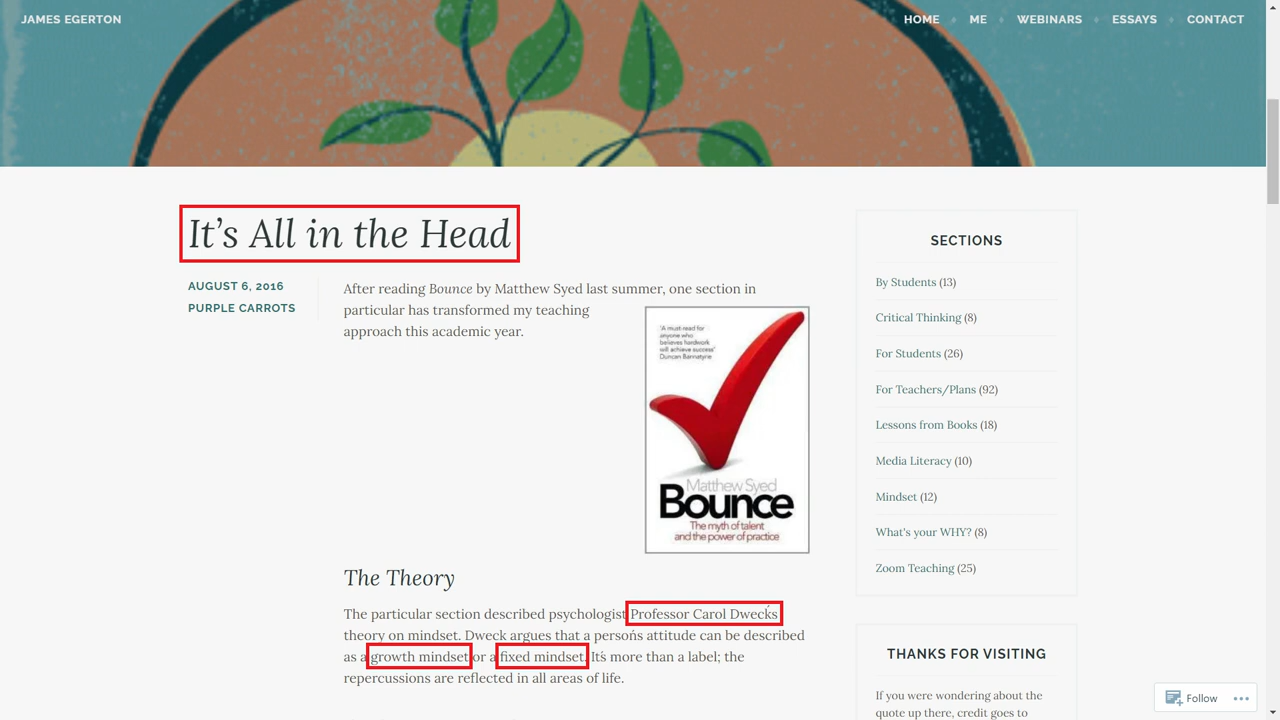 JAMES EGERTON
HOME
ME
WEBINARS
ESSAYS
CONTACT
It’s All in the Head
AUGUST 6, 2016
PURPLE CARROTS
After reading Bounce by Matthew Syed last summer, one section in
particular has transformed my teaching
approach this academic year.
'A must-read for
anyone who
believes hardwork
will achieve success'
Duncan Bannatyne
Matthew Syed
Bounce
The myth of talent
and the power of practice
The Theory
The particular section described psychologist Professor Carol Dweck´s
theory on mindset. Dweck argues that a person´s attitude can be described
as a growth mindset or a fixed mindset. It´s more than a label; the
repercussions are reflected in all areas of life.
SECTIONS
By Students (13)
Critical Thinking (8)
For Students (26)
For Teachers/Plans (92)
Lessons from Books (18)
Media Literacy (10)
Mindset (12)
What's your WHY? (8)
Zoom Teaching (25)
THANKS FOR VISITING
If you were wondering about the
quote up there, credit goes to
Follow